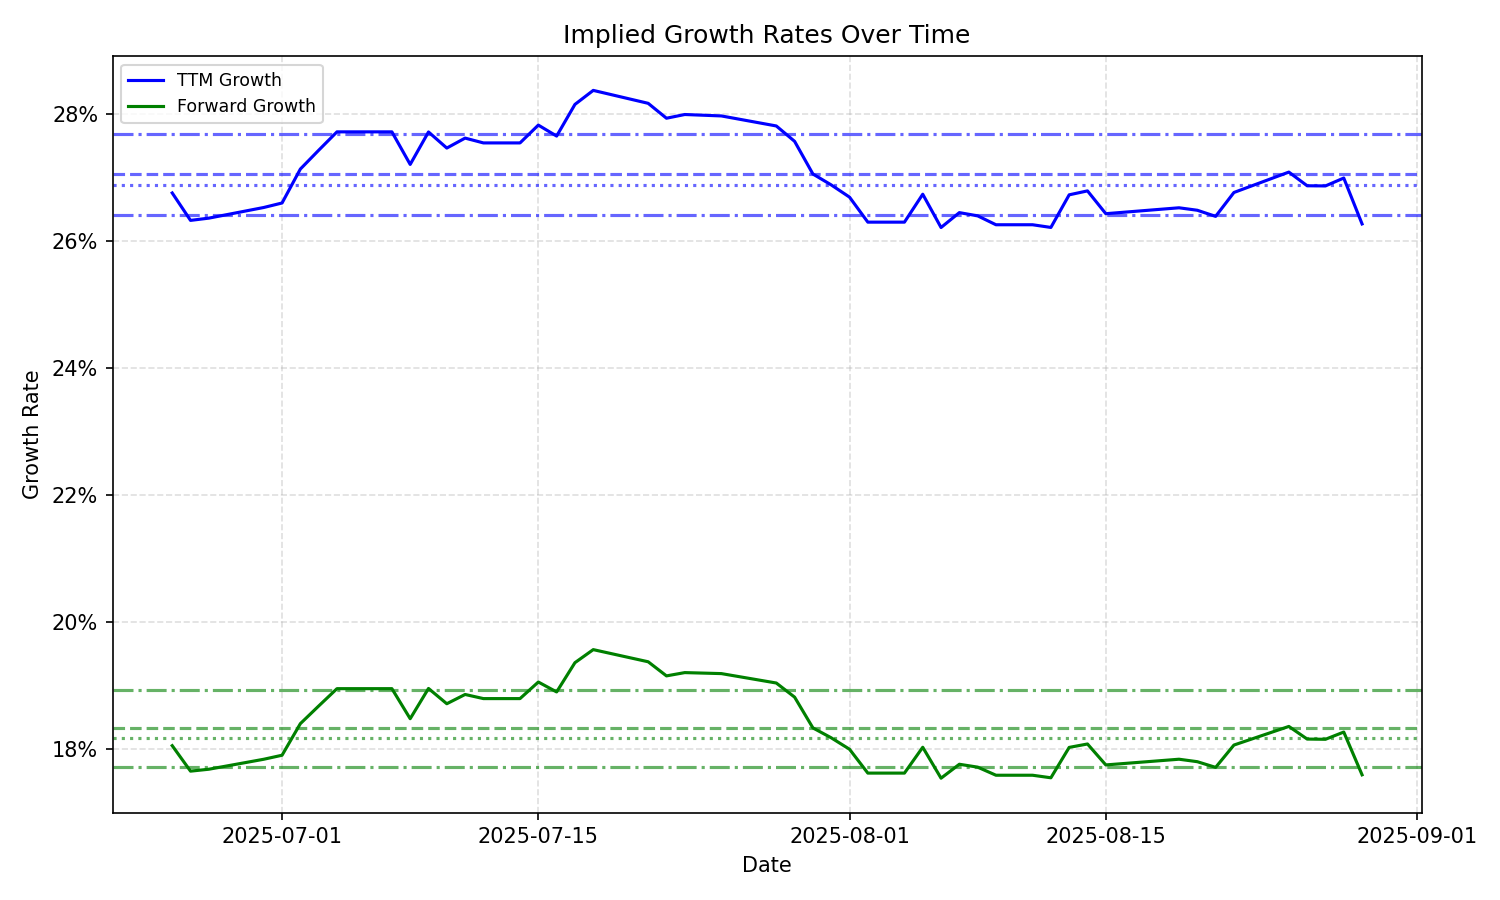 Implied Growth Rates Over Time
TTM Growth
Forward Growth
28%
26%
24%
22%
20%
18%
Growth Rate
2025-07-01
2025-07-15
2025-08-01
2025-08-15
2025-09-01
Date